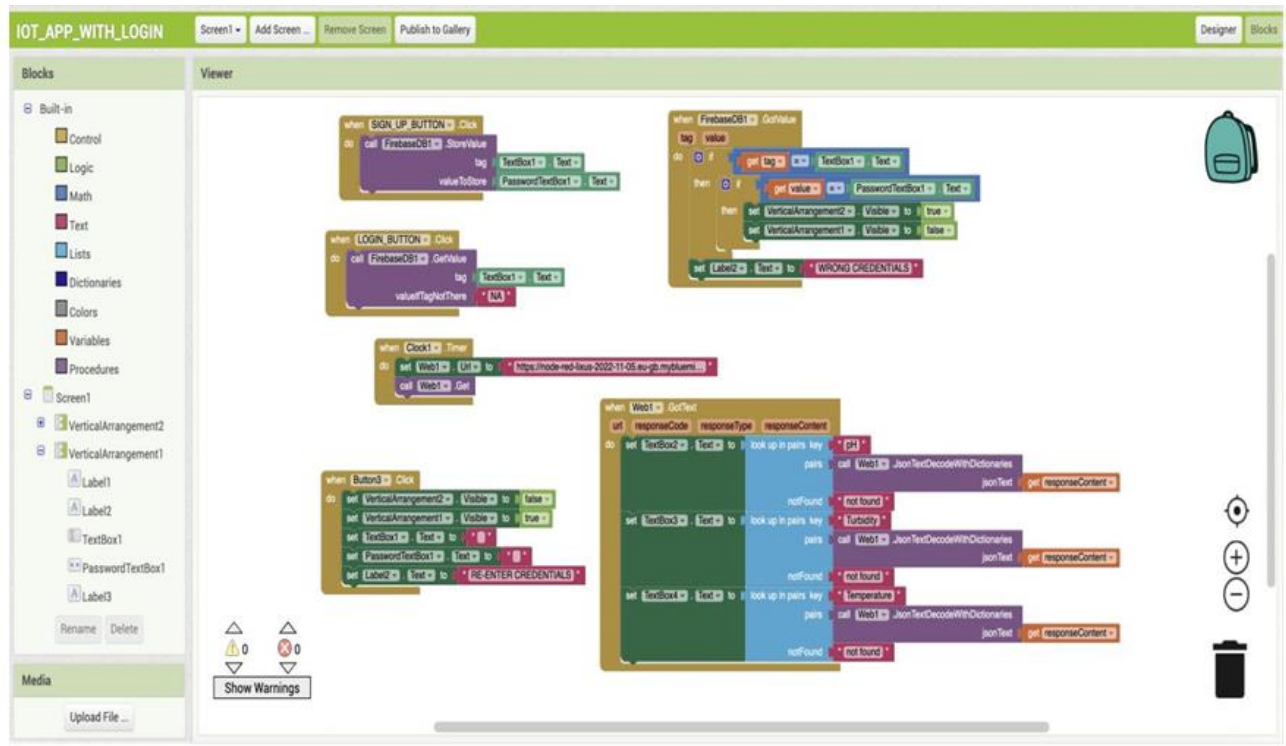 IOT_APP_WITH_LOGIN
Screen1
Add Screen ...
Remove Screen
Publish to Gallery
Designer
Blocks
Blocks
Viewer
Built-in
Control
Logic
Math
Text
Lists
Dictionaries
Colors
Variables
Procedures
Screen1
VerticalArrangement2
VerticalArrangement1
Label1
Label2
TextBox1
PasswordTextBox1
Label3
Rename Delete
Media
Upload File ...
when SIGN_UP_BUTTON .Click
do call FirebaseDB1 .StoreValue
tag TextBox1 . Text
valueToStore PasswordTextBox1 . Text
when LOGIN_BUTTON .Click
do call FirebaseDB1 .GetValue
tag TextBox1 . Text
valueIfTagNotThere " NA "
when Clock1 .Timer
do set Web1 . Url to " https://node-red-lixus-2022-11-05.eu-gb.mybluemi... "
call Web1 .Get
when Button3 .Click
do set VerticalArrangement2 . Visible to false
set VerticalArrangement1 . Visible to true
set TextBox1 . Text to " "
set PasswordTextBox1 . Text to " "
set Label2 . Text to " RE-ENTER CREDENTIALS "
when FirebaseDB1 .GotValue
tag value
do if get tag = TextBox1 . Text
then if get value = PasswordTextBox1 . Text
then set VerticalArrangement2 . Visible to true
set VerticalArrangement1 . Visible to false
set Label2 . Text to " WRONG CREDENTIALS "
when Web1 .GotText
url responseCode responseType responseContent
do set TextBox2 . Text to look up in pairs key " pH "
pairs call Web1 .JsonTextDecodeWithDictionaries
jsonText get responseContent
notFound " not found "
set TextBox3 . Text to look up in pairs key " Turbidity "
pairs call Web1 .JsonTextDecodeWithDictionaries
jsonText get responseContent
notFound " not found "
set TextBox4 . Text to look up in pairs key " Temperature "
pairs call Web1 .JsonTextDecodeWithDictionaries
jsonText get responseContent
notFound " not found "
0 0
Show Warnings